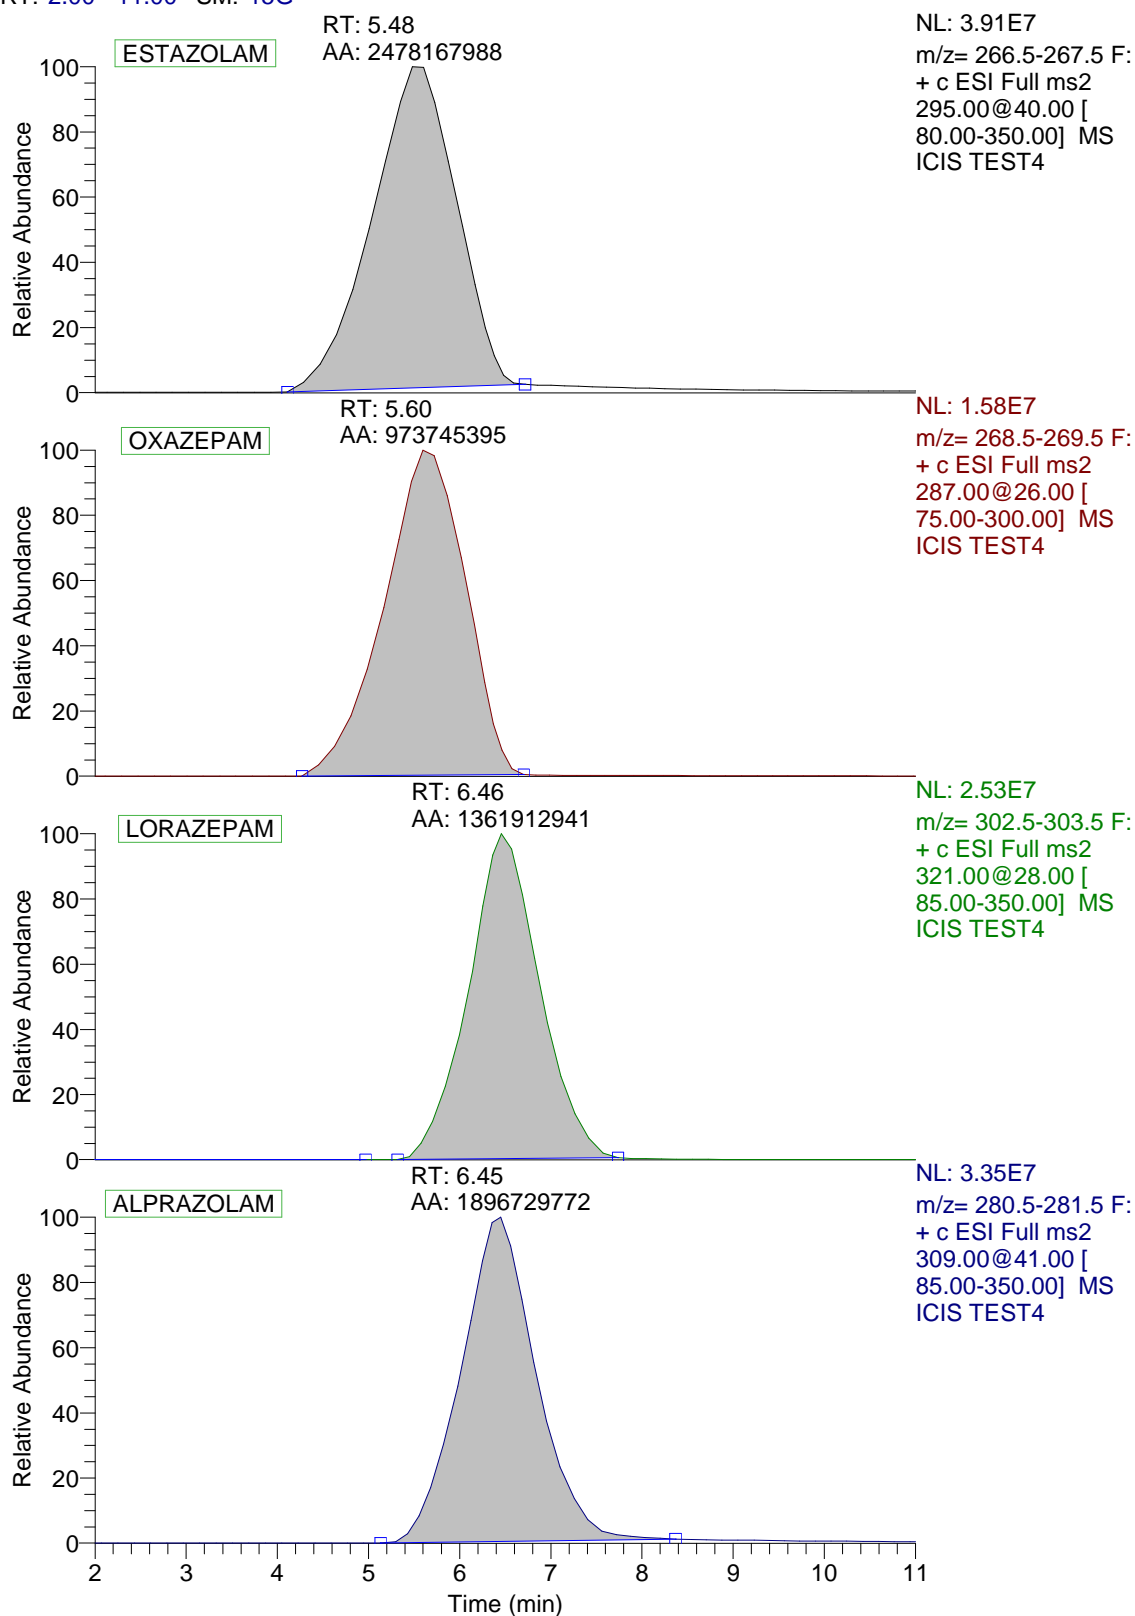 RT: 5.48
AA: 2478167988
ESTAZOLAM
NL: 3.91E7
m/z= 266.5-267.5 F:
+ c ESI Full ms2
295.00@40.00 [
80.00-350.00]  MS
ICIS TEST4
100
80
60
40
20
0
Relative Abundance
RT: 5.60
AA: 973745395
OXAZEPAM
NL: 1.58E7
m/z= 268.5-269.5 F:
+ c ESI Full ms2
287.00@26.00 [
75.00-300.00]  MS
ICIS TEST4
100
80
60
40
20
0
Relative Abundance
RT: 6.46
AA: 1361912941
LORAZEPAM
NL: 2.53E7
m/z= 302.5-303.5 F:
+ c ESI Full ms2
321.00@28.00 [
85.00-350.00]  MS
ICIS TEST4
100
80
60
40
20
0
Relative Abundance
RT: 6.45
AA: 1896729772
ALPRAZOLAM
NL: 3.35E7
m/z= 280.5-281.5 F:
+ c ESI Full ms2
309.00@41.00 [
85.00-350.00]  MS
ICIS TEST4
100
80
60
40
20
0
Relative Abundance
2 3 4 5 6 7 8 9 10 11
Time (min)